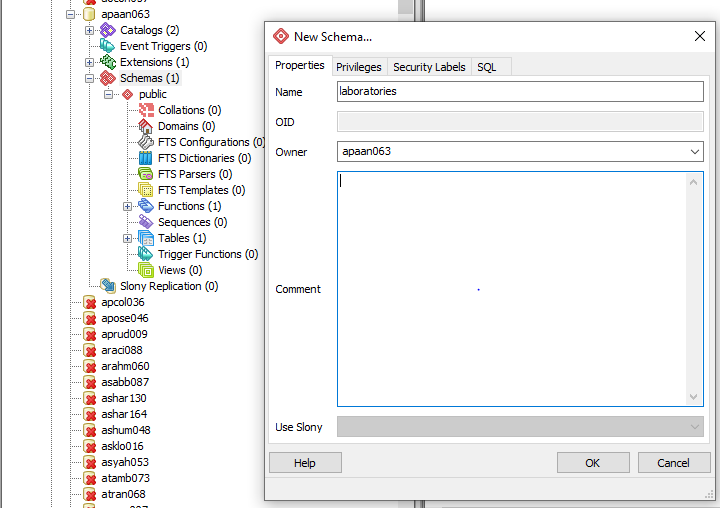 apaan063
Catalogs (2)
Event Triggers (0)
Extensions (1)
Schemas (1)
public
Collations (0)
Domains (0)
FTS Configurations (0)
FTS Dictionaries (0)
FTS Parsers (0)
FTS Templates (0)
Functions (1)
Sequences (0)
Tables (1)
Trigger Functions (0)
Views (0)
Slony Replication (0)
apcol036
apose046
aprud009
araci088
arahm060
asabb087
ashar130
ashar164
ashum048
asklo016
asyah053
atamb073
atran068
New Schema...
Properties Privileges Security Labels SQL
Name laboratories
OID
Owner apaan063
Comment
Use Slony
Help OK Cancel